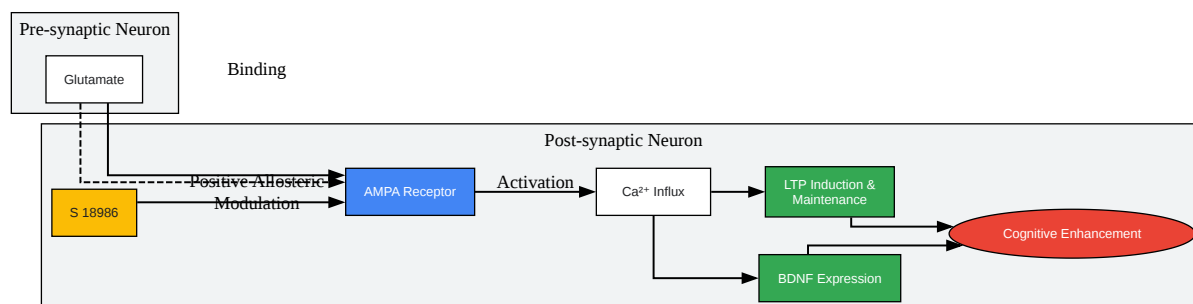 Pre-synaptic Neuron
Glutamate
Binding
Post-synaptic Neuron
Positive Allosteric
Modulation
S 18986
AMPA Receptor
Activation
Ca²⁺ Influx
LTP Induction &
Maintenance
Cognitive Enhancement
BDNF Expression